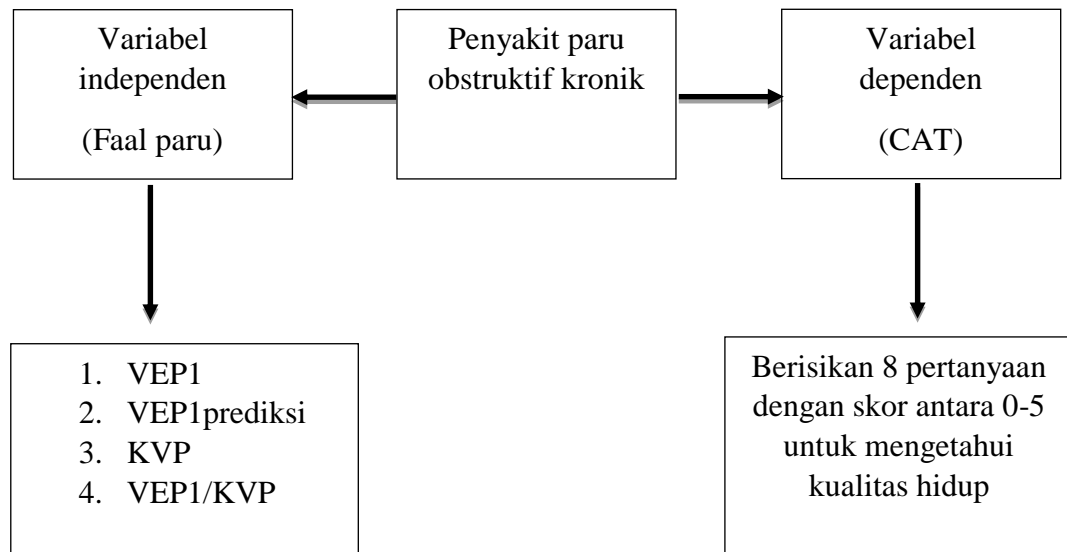 Variabel
independen
(Faal paru)
Penyakit paru
obstruktif kronik
Variabel
dependen
(CAT)
1. VEP1
2. VEP1prediksi
3. KVP
4. VEP1/KVP
Berisikan 8 pertanyaan
dengan skor antara 0-5
untuk mengetahui
kualitas hidup